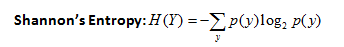 Shannon's Entropy: H(Y) = −∑_y p(y)log₂ p(y)